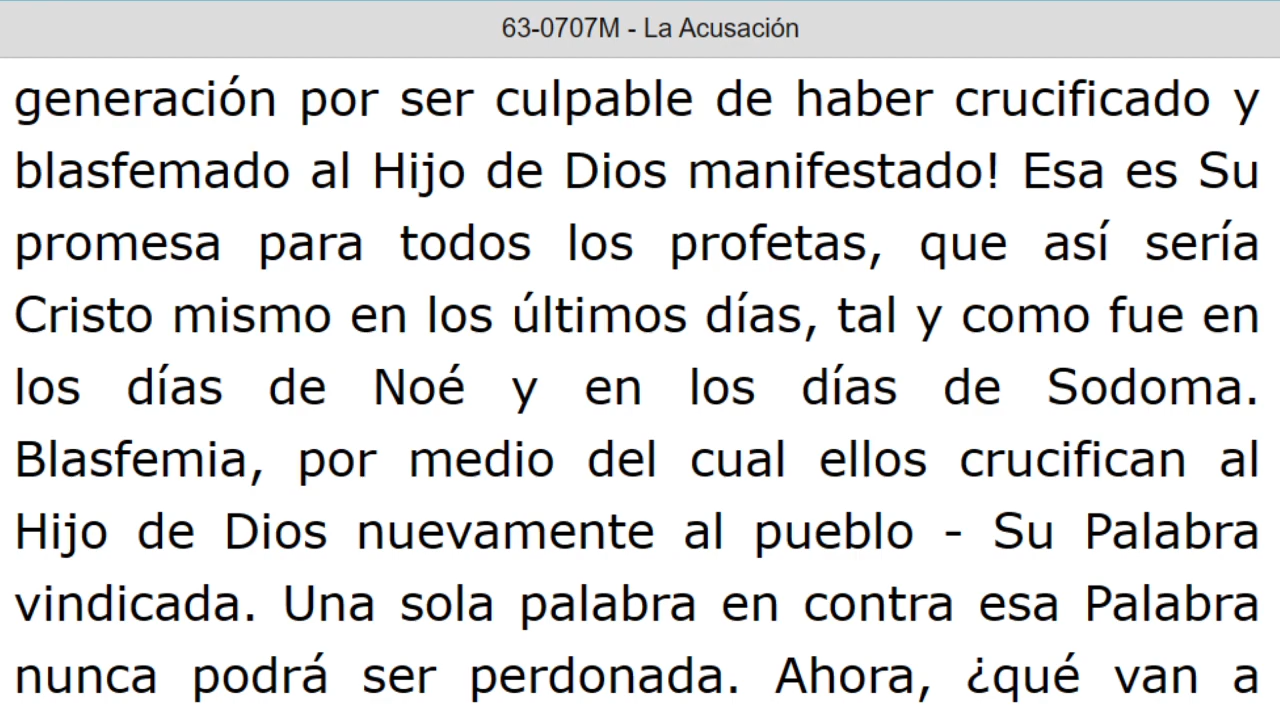 63-0707M - La Acusación
generación por ser culpable de haber crucificado y
blasfemado al Hijo de Dios manifestado! Esa es Su
promesa para todos los profetas, que así sería
Cristo mismo en los últimos días, tal y como fue en
los días de Noé y en los días de Sodoma.
Blasfemia, por medio del cual ellos crucifican al
Hijo de Dios nuevamente al pueblo - Su Palabra
vindicada. Una sola palabra en contra esa Palabra
nunca podrá ser perdonada. Ahora, ¿qué van a